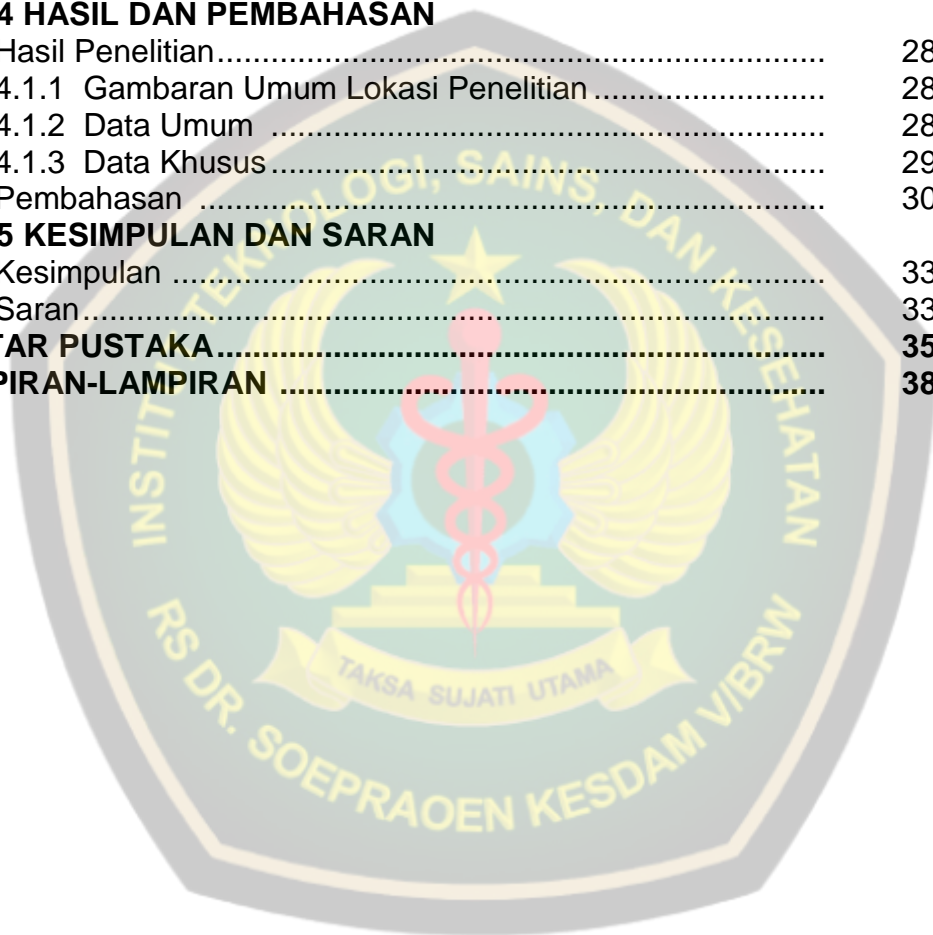 4 HASIL DAN PEMBAHASAN
Hasil Penelitian........................................................................ 28
4.1.1 Gambaran Umum Lokasi Penelitian........................... 28
4.1.2 Data Umum ................................................................. 28
4.1.3 Data Khusus................................................................. 29
Pembahasan ......................................................................... 30
5 KESIMPULAN DAN SARAN
Kesimpulan ............................................................................ 33
Saran...................................................................................... 33
TAR PUSTAKA....................................................................... 35
PIRAN-LAMPIRAN ................................................................ 38
INSTITUT TEKNOLOGI, SAINS, DAN KESEHATAN
TAKSA SUJATI UTAMA
RS DR. SOEPRAOEN KESDAM V/BRW